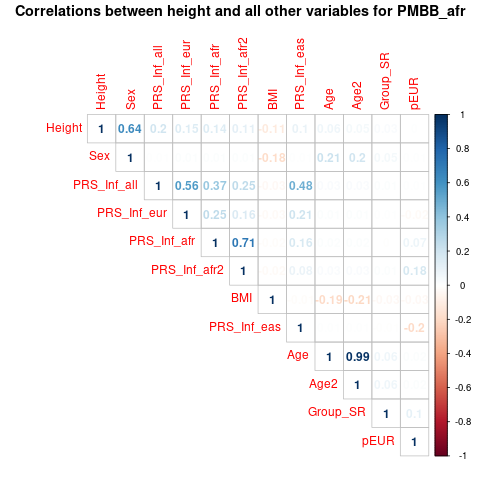 Correlations between height and all other variables for PMBB_afr
Height Sex PRS_Inf_all PRS_Inf_eur PRS_Inf_afr PRS_Inf_afr2 BMI PRS_Inf_eas Age Age2 Group_SR pEUR
Height 1 0.64 0.2 0.15 0.14 0.11 -0.11 0.1 0.06
Sex 1 -0.18 0.21 0.2 0.05
PRS_Inf_all 1 0.56 0.37 0.25 0.48
PRS_Inf_eur 1 0.25 0.16 0.21
PRS_Inf_afr 1 0.71 0.16 0.07
PRS_Inf_afr2 1 0.08 0.18
BMI 1 -0.19 -0.21
PRS_Inf_eas 1 -0.2
Age 1 0.99 0.06
Age2 1 0.06
Group_SR 1 0.1
pEUR 1
1
0.8
0.6
0.4
0.2
0
-0.2
-0.4
-0.6
-0.8
-1